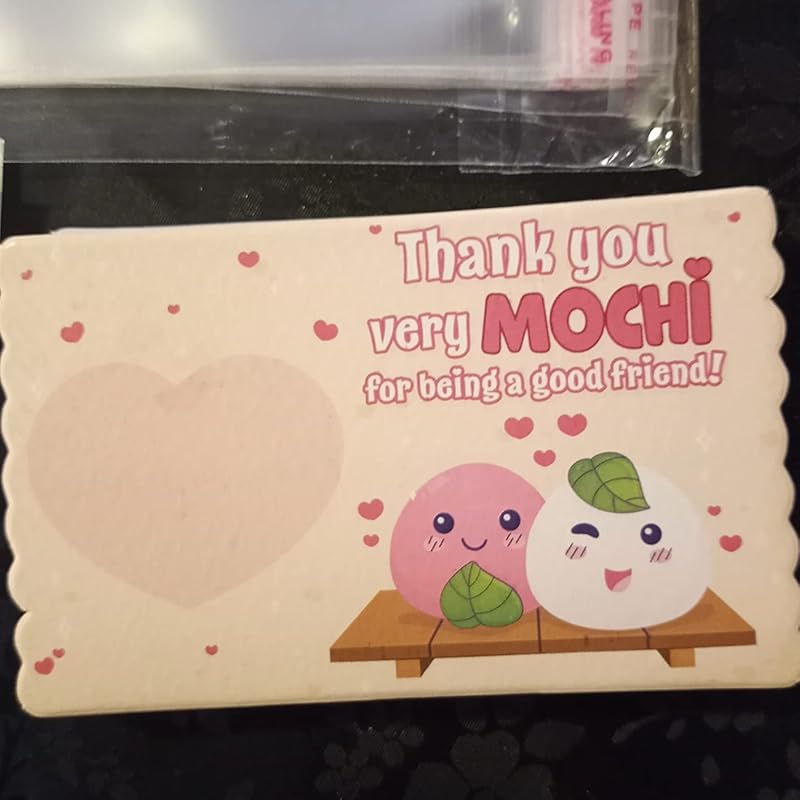 Thank you
very MOCHi
for being a good friend!